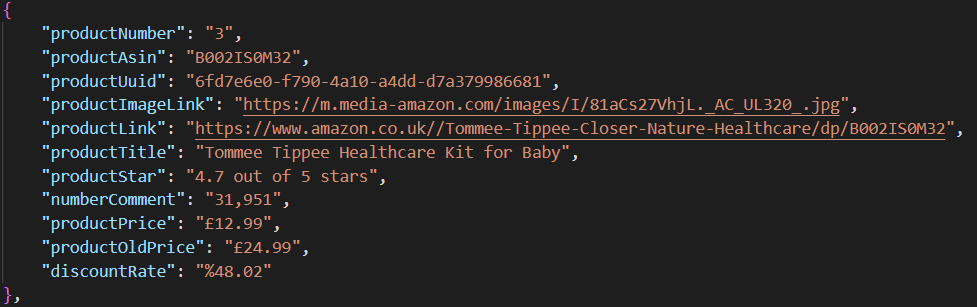 {
"productNumber": "3",
"productAsin": "B002IS0M32",
"productUuid": "6fd7e6e0-f790-4a10-a4dd-d7a379986681",
"productImageLink": "https://m.media-amazon.com/images/I/81aCs27VhjL._AC_UL320_.jpg",
"productLink": "https://www.amazon.co.uk//Tommee-Tippee-Closer-Nature-Healthcare/dp/B002IS0M32",
"productTitle": "Tommee Tippee Healthcare Kit for Baby",
"productStar": "4.7 out of 5 stars",
"numberComment": "31,951",
"productPrice": "£12.99",
"productOldPrice": "£24.99",
"discountRate": "%48.02"
},